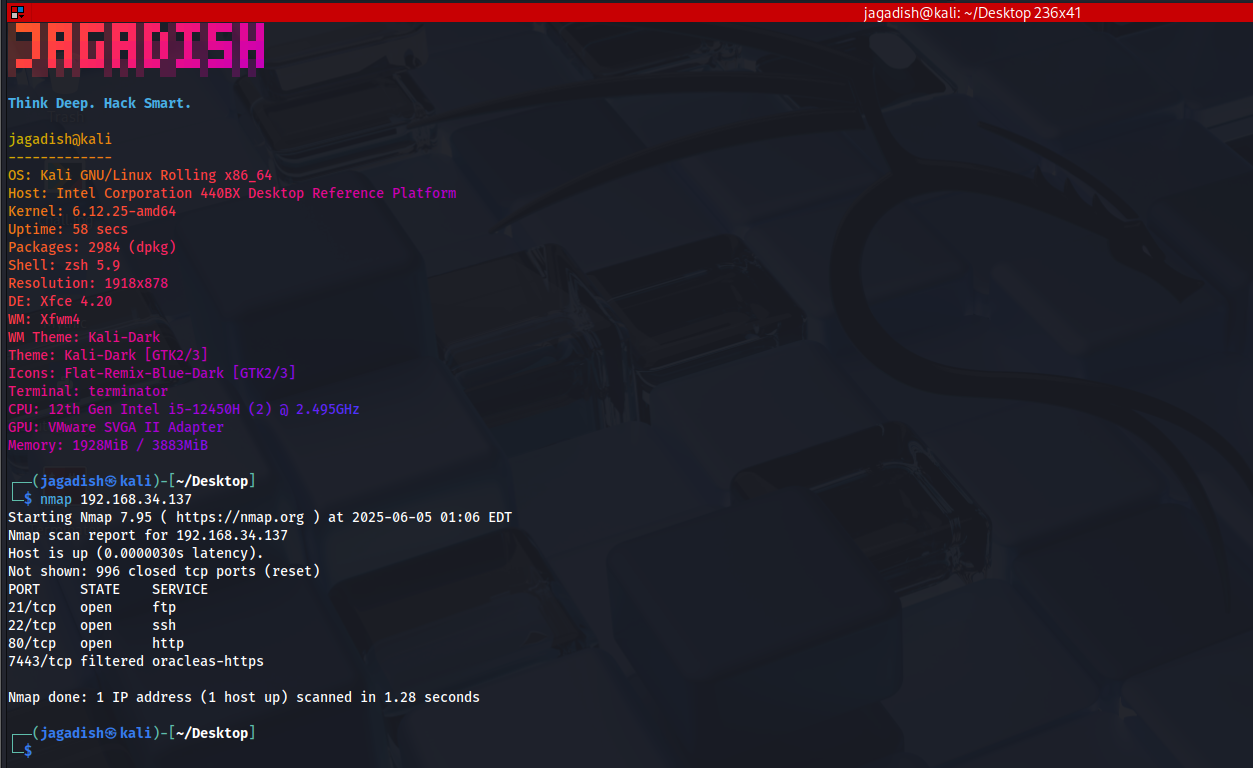 jagadish@kali: ~/Desktop 236x41
JAGADISH
Think Deep. Hack Smart.
jagadish@kali
-------------
OS: Kali GNU/Linux Rolling x86_64
Host: Intel Corporation 440BX Desktop Reference Platform
Kernel: 6.12.25-amd64
Uptime: 58 secs
Packages: 2984 (dpkg)
Shell: zsh 5.9
Resolution: 1918x878
DE: Xfce 4.20
WM: Xfwm4
WM Theme: Kali-Dark
Theme: Kali-Dark [GTK2/3]
Icons: Flat-Remix-Blue-Dark [GTK2/3]
Terminal: terminator
CPU: 12th Gen Intel i5-12450H (2) @ 2.495GHz
GPU: VMware SVGA II Adapter
Memory: 1928MiB / 3883MiB
┌──(jagadish㉿kali)-[~/Desktop]
└─$ nmap 192.168.34.137
Starting Nmap 7.95 ( https://nmap.org ) at 2025-06-05 01:06 EDT
Nmap scan report for 192.168.34.137
Host is up (0.0000030s latency).
Not shown: 996 closed tcp ports (reset)
PORT     STATE    SERVICE
21/tcp   open     ftp
22/tcp   open     ssh
80/tcp   open     http
7443/tcp filtered oracleas-https
Nmap done: 1 IP address (1 host up) scanned in 1.28 seconds
┌──(jagadish㉿kali)-[~/Desktop]
└─$